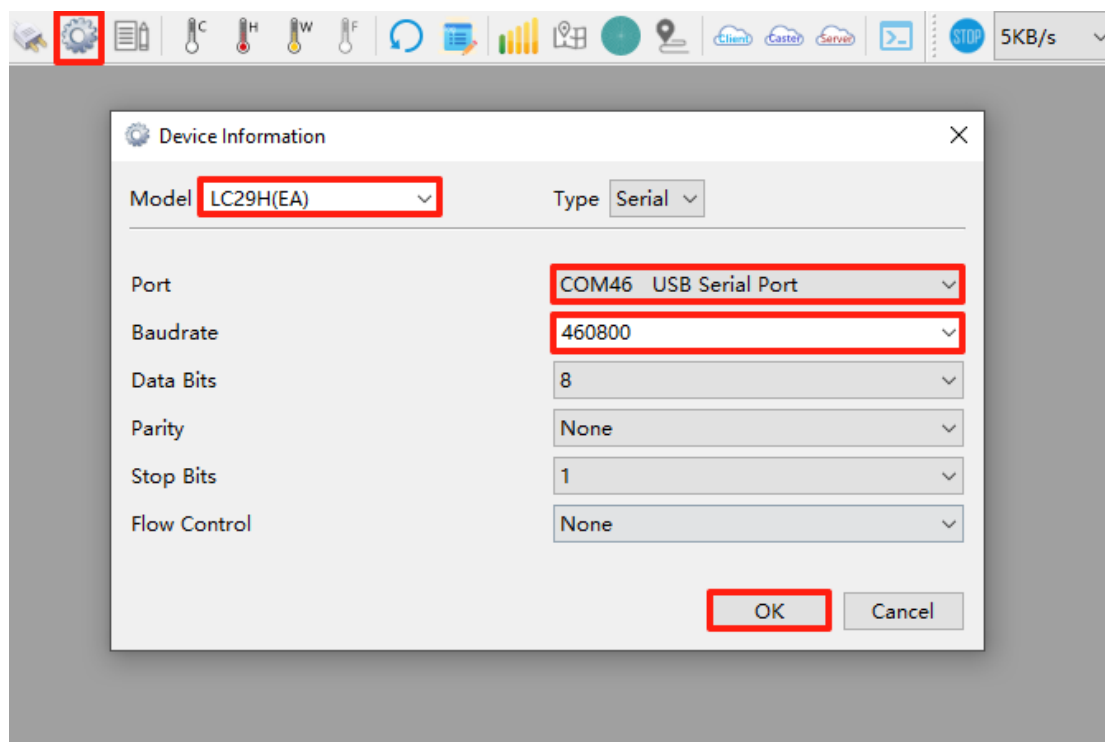 C H W F Client Caster Server STOP 5KB/s
Device Information
Model LC29H(EA) Type Serial
Port COM46 USB Serial Port
Baudrate 460800
Data Bits 8
Parity None
Stop Bits 1
Flow Control None
OK Cancel